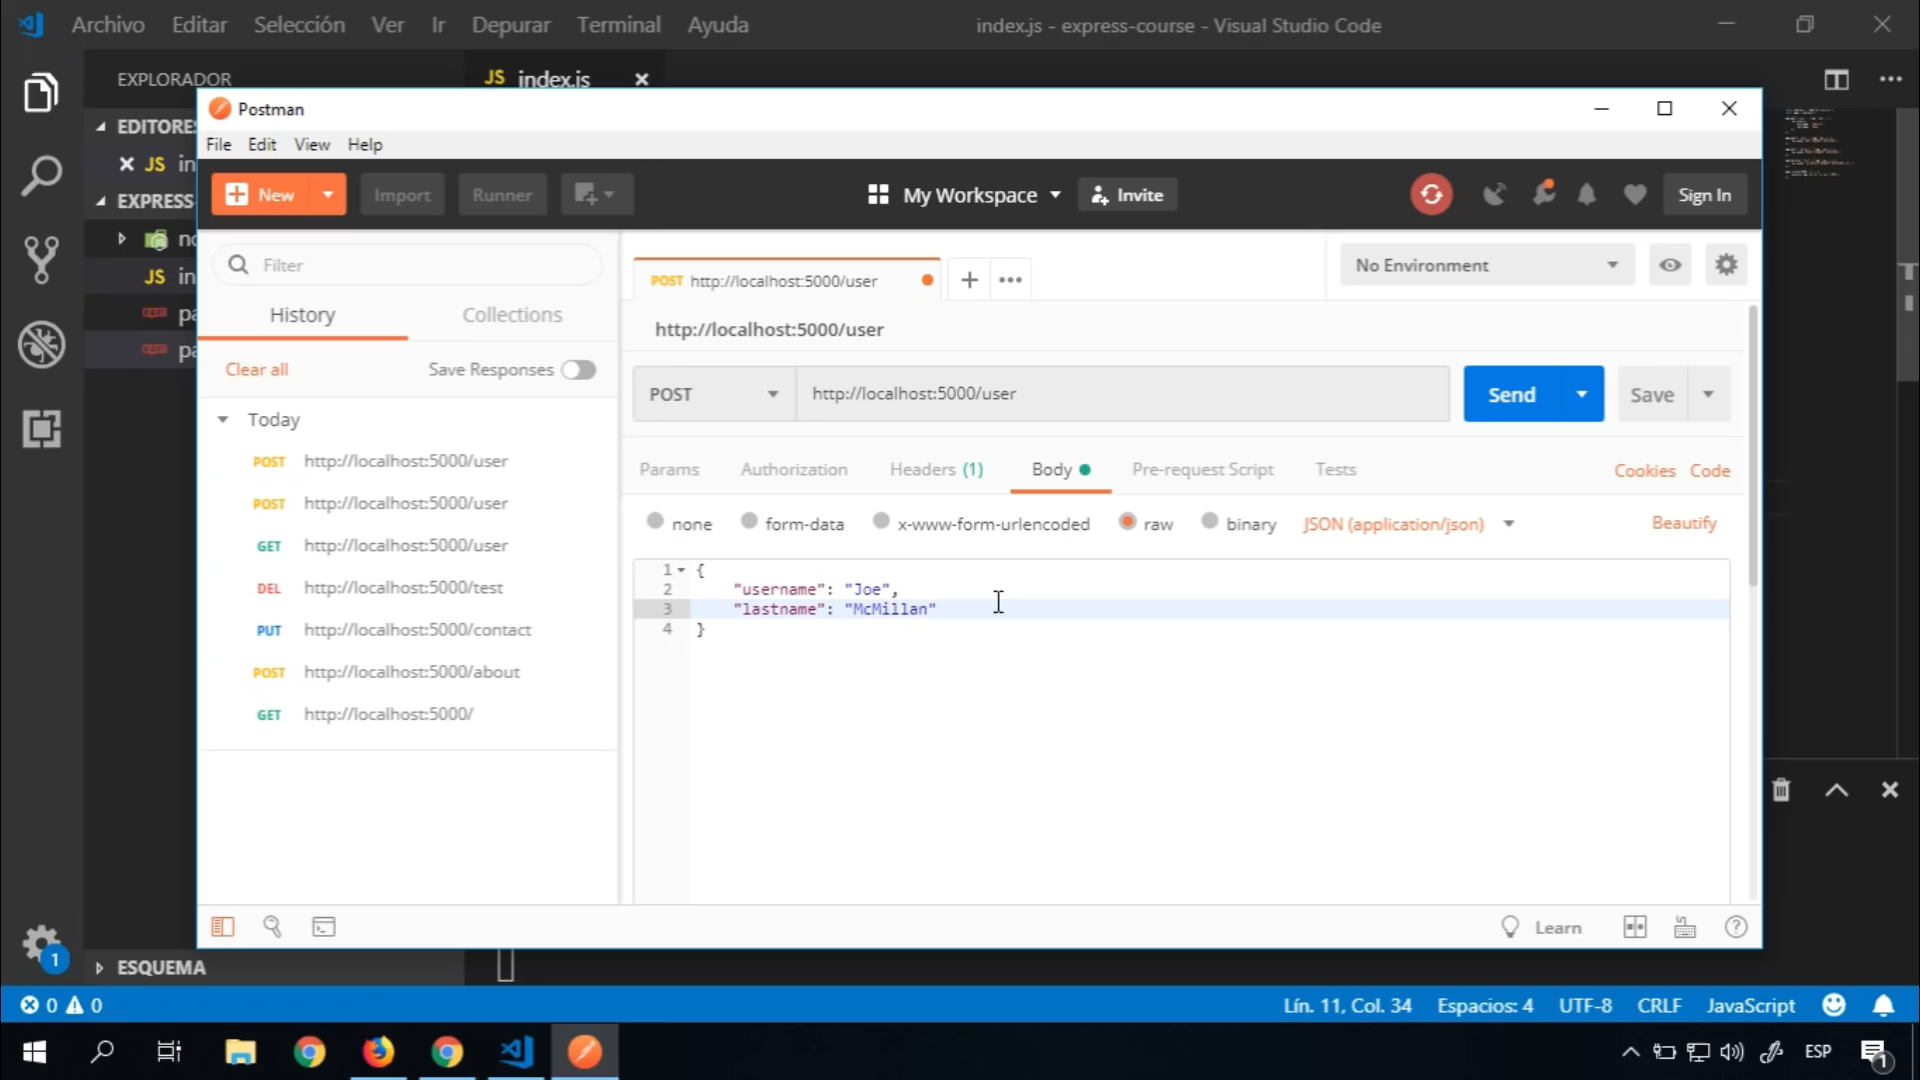 Archivo Editar Selección Ver Ir Depurar Terminal Ayuda index.js - express-course - Visual Studio Code
EXPLORADOR JS index.js
Postman
File Edit View Help
EDITORES
JS in
EXPRESS
JS in
New Import Runner My Workspace Invite Sign In
Filter
History Collections
Clear all Save Responses
Today
POST http://localhost:5000/user
POST http://localhost:5000/user
GET http://localhost:5000/user
DEL http://localhost:5000/test
PUT http://localhost:5000/contact
POST http://localhost:5000/about
GET http://localhost:5000/
POST http://localhost:5000/user No Environment
http://localhost:5000/user
POST http://localhost:5000/user Send Save
Params Authorization Headers (1) Body Pre-request Script Tests Cookies Code
none form-data x-www-form-urlencoded raw binary JSON (application/json) Beautify
1 {
2 "username": "Joe",
3 "lastname": "McMillan"
4 }
Learn
1
ESQUEMA
0 0 Lín. 11, Col. 34 Espacios: 4 UTF-8 CRLF JavaScript
ESP 1